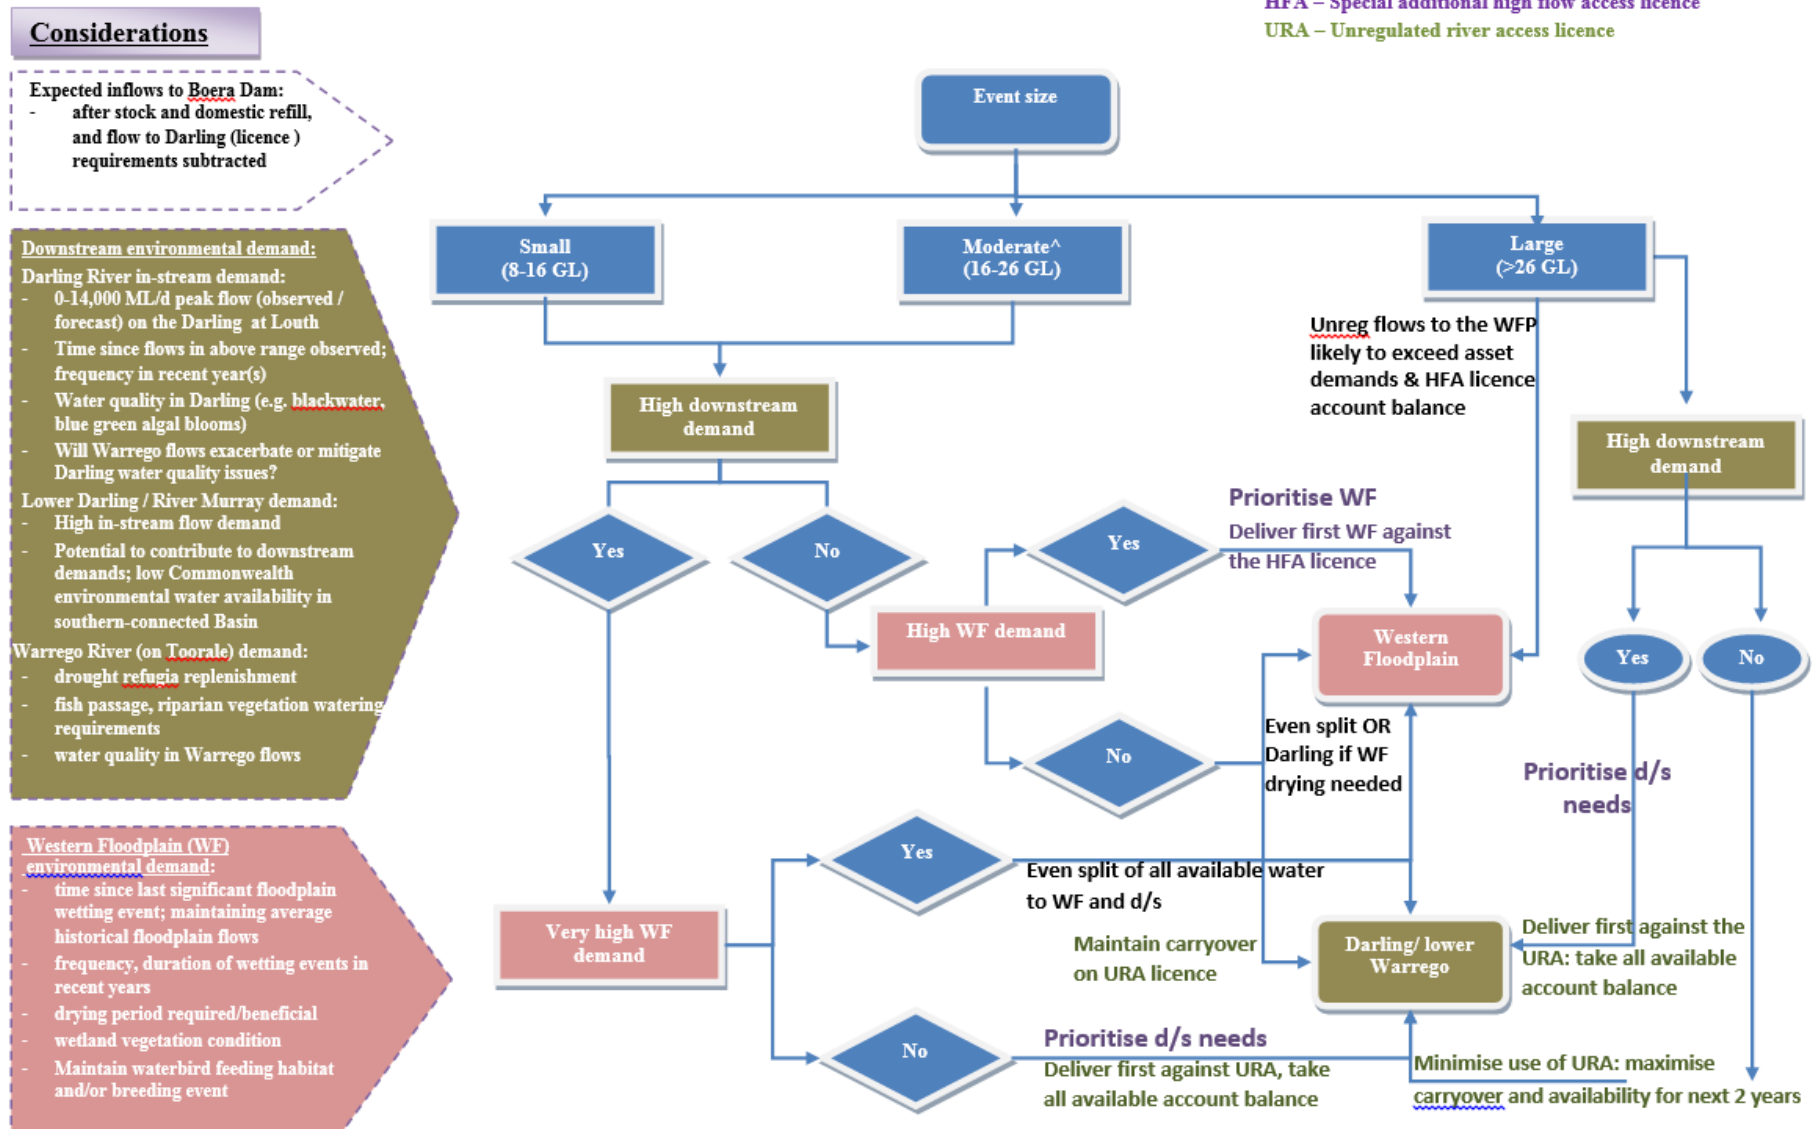 HFA – Special additional high flow access licence
URA – Unregulated river access licence
Considerations
Expected inflows to Boera Dam:
- after stock and domestic refill,
and flow to Darling (licence )
requirements subtracted
Downstream environmental demand:
Darling River in-stream demand:
- 0-14,000 ML/d peak flow (observed /
forecast) on the Darling at Louth
- Time since flows in above range observed;
frequency in recent year(s)
- Water quality in Darling (e.g. blackwater,
blue green algal blooms)
- Will Warrego flows exacerbate or mitigate
Darling water quality issues?
Lower Darling / River Murray demand:
- High in-stream flow demand
- Potential to contribute to downstream
demands; low Commonwealth
environmental water availability in
southern-connected Basin
Warrego River (on Toorale) demand:
- drought refugia replenishment
- fish passage, riparian vegetation watering
requirements
- water quality in Warrego flows
Western Floodplain (WF)
environmental demand:
- time since last significant floodplain
wetting event; maintaining average
historical floodplain flows
- frequency, duration of wetting events in
recent years
- drying period required/beneficial
- wetland vegetation condition
- Maintain waterbird feeding habitat
and/or breeding event
Event size
Small
(8-16 GL)
Moderate^
(16-26 GL)
Large
(>26 GL)
Unreg flows to the WFP
likely to exceed asset
demands & HFA licence
account balance
High downstream
demand
High downstream
demand
Yes
No
Yes
Prioritise WF
Deliver first WF against
the HFA licence
High WF demand
Western
Floodplain
Yes
No
No
Even split OR
Darling if WF
drying needed
Prioritise d/s
needs
Yes
Even split of all available water
to WF and d/s
Very high WF
demand
Maintain carryover
on URA licence
Darling/ lower
Warrego
Deliver first against the
URA: take all available
account balance
No
Prioritise d/s needs
Deliver first against URA, take
all available account balance
Minimise use of URA: maximise
carryover and availability for next 2 years